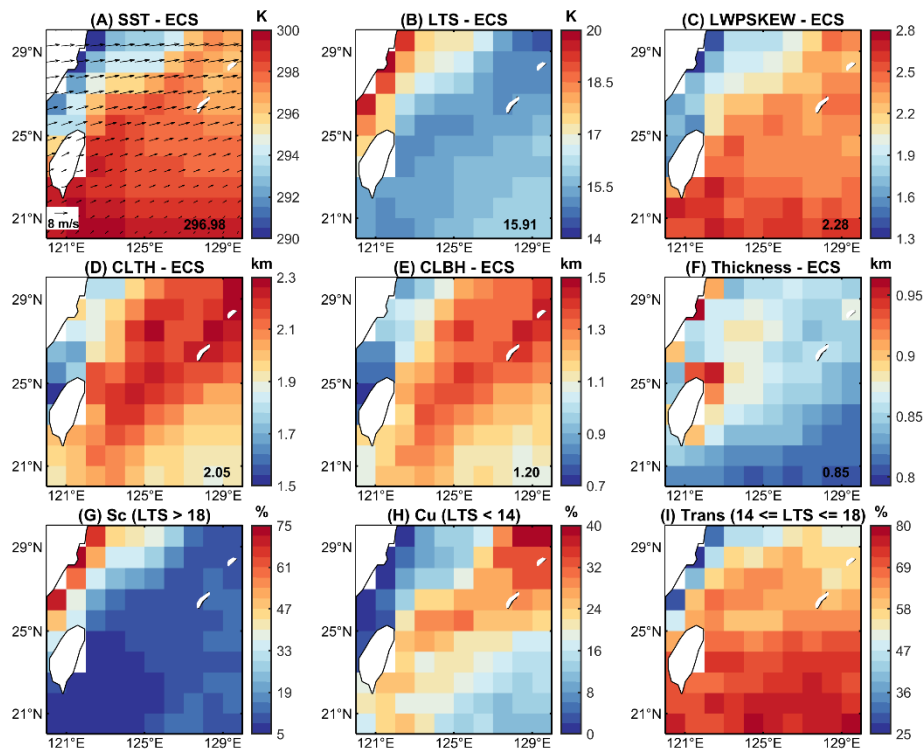 (A) SST - ECS K (B) LTS - ECS K (C) LWPSKEW - ECS
29°N 300 29°N 20 29°N 2.8
298 18.5 2.5
296
25°N 25°N 17 25°N 2.2
294
292 15.5 1.9
1.6
21°N 8 m/s 296.98 290 21°N 15.91 14 21°N 2.28 1.3
121°E 125°E 129°E 121°E 125°E 129°E 121°E 125°E 129°E
(D) CLTH - ECS km (E) CLBH - ECS km (F) Thickness - ECS km
29°N 2.3 29°N 1.5 29°N 0.95
2.1 1.3
25°N 1.9 25°N 1.1 25°N 0.9
1.7 0.9 0.85
21°N 2.05 1.5 21°N 1.20 0.7 21°N 0.85 0.8
121°E 125°E 129°E 121°E 125°E 129°E 121°E 125°E 129°E
(G) Sc (LTS > 18) % (H) Cu (LTS < 14) % (I) Trans (14 <= LTS <= 18) %
29°N 75 29°N 40 29°N 80
61 32 69
47 24 58
25°N 33 25°N 16 25°N 47
19 8 36
21°N 5 21°N 0 21°N 25
121°E 125°E 129°E 121°E 125°E 129°E 121°E 125°E 129°E